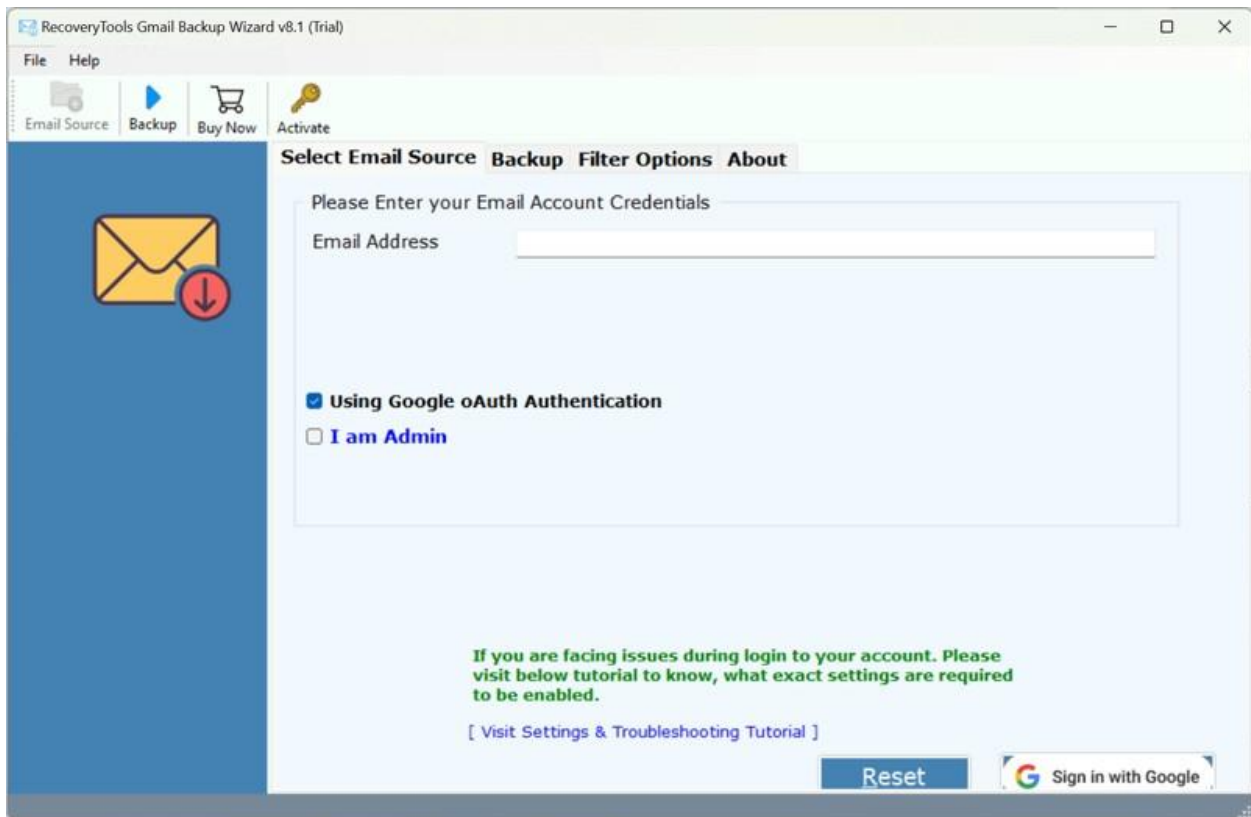 RecoveryTools Gmail Backup Wizard v8.1 (Trial)
File Help
Email Source Backup Buy Now Activate
Select Email Source Backup Filter Options About
Please Enter your Email Account Credentials
Email Address
Using Google oAuth Authentication
I am Admin
If you are facing issues during login to your account. Please
visit below tutorial to know, what exact settings are required
to be enabled.
[ Visit Settings & Troubleshooting Tutorial ]
Reset Sign in with Google